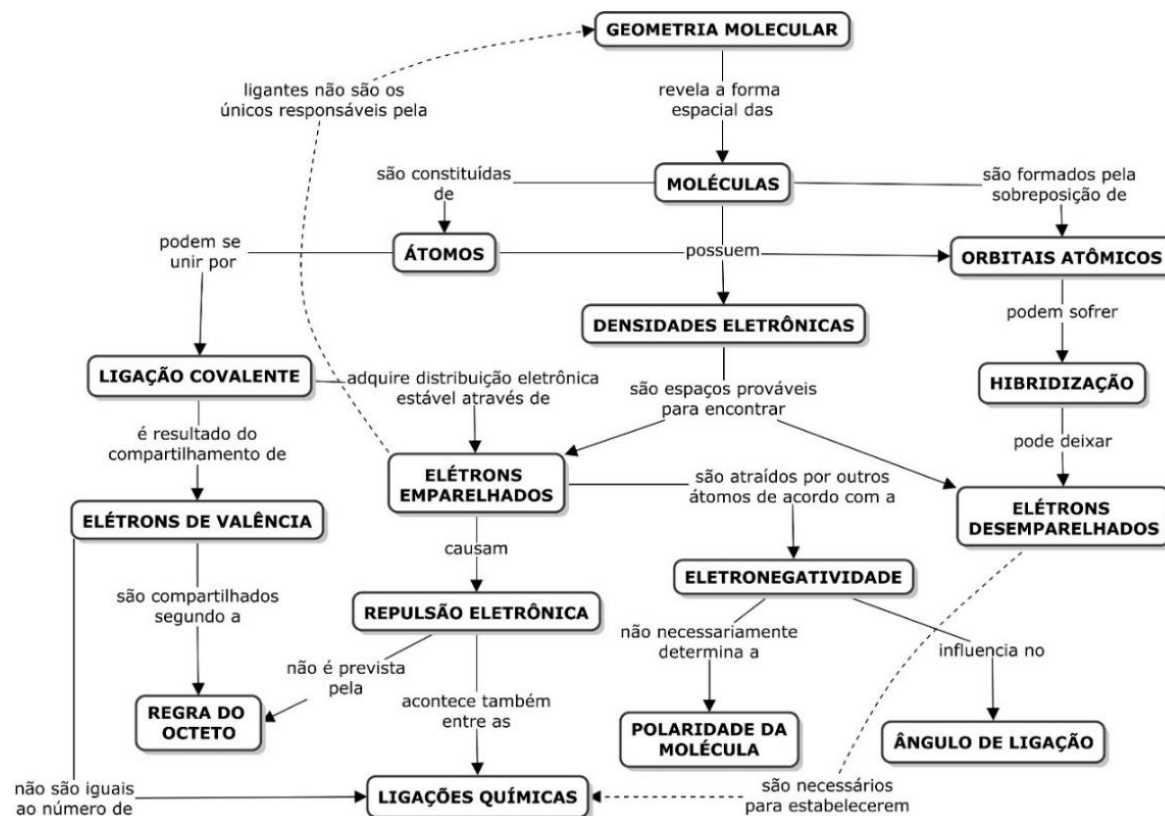 GEOMETRIA MOLECULAR
ligantes não são os
únicos responsáveis pela
revela a forma
espacial das
MOLÉCULAS
são constituídas
de
são formados pela
sobreposição de
ÁTOMOS
podem se
unir por
possuem
ORBITAIS ATÔMICOS
DENSIDADES ELETRÔNICAS
podem sofrer
LIGAÇÃO COVALENTE
adquire distribuição eletrônica
estável através de
são espaços prováveis
para encontrar
HIBRIDIZAÇÃO
é resultado do
compartilhamento de
pode deixar
ELÉTRONS
EMPARELHADOS
são atraídos por outros
átomos de acordo com a
ELÉTRONS DE VALÊNCIA
ELÉTRONS
DESEMPARELHADOS
causam
ELETRONEGATIVIDADE
são compartilhados
segundo a
REPULSÃO ELETRÔNICA
não necessariamente
determina a
influencia no
não é prevista
pela
acontece também
entre as
REGRA DO
OCTETO
POLARIDADE DA
MOLÉCULA
ÂNGULO DE LIGAÇÃO
não são iguais
ao número de
LIGAÇÕES QUÍMICAS
são necessários
para estabelecerem